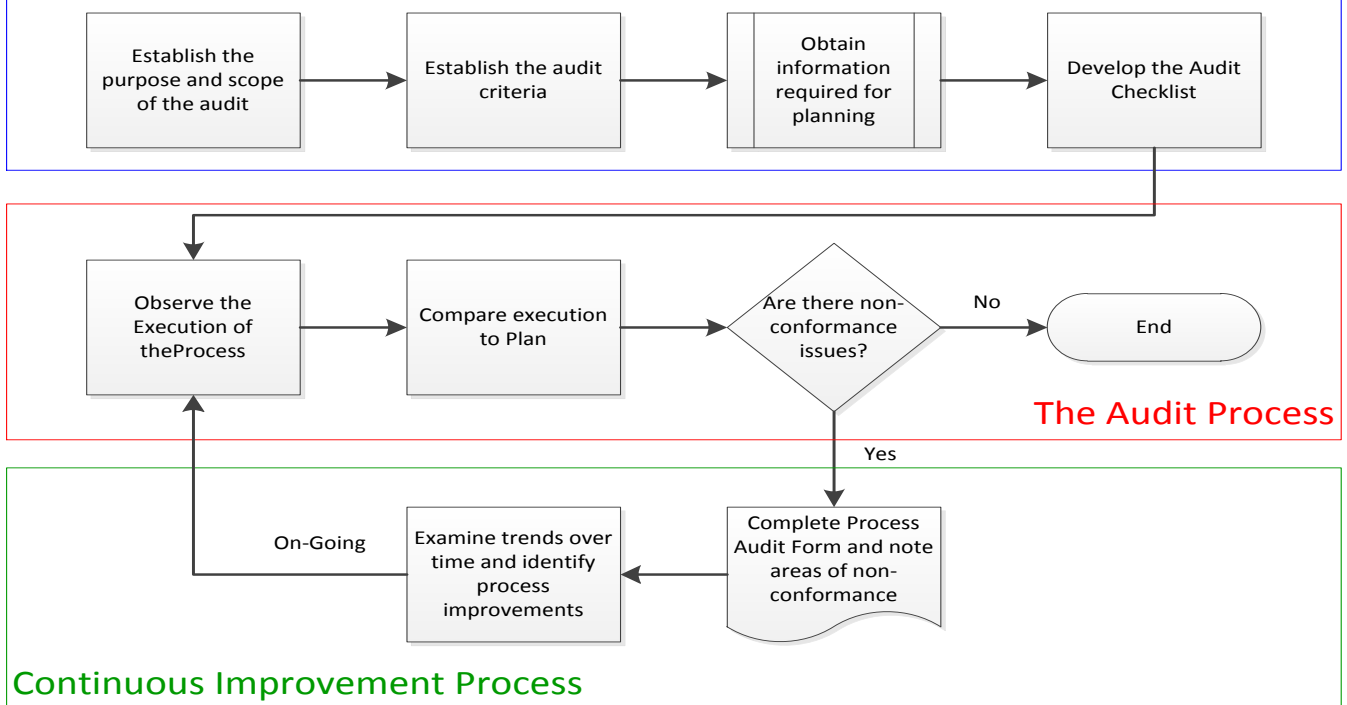 Establish the
purpose and scope
of the audit
Establish the audit
criteria
Obtain
information
required for
planning
Develop the Audit
Checklist
Observe the
Execution of
theProcess
Compare execution
to Plan
Are there non-
conformance
issues?
No
End
The Audit Process
Yes
Complete Process
Audit Form and note
areas of non-
conformance
Examine trends over
time and identify
process
improvements
On-Going
Continuous Improvement Process